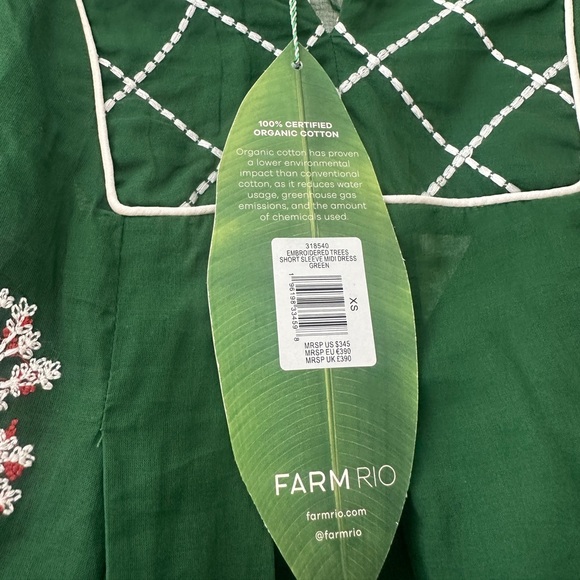 100% CERTIFIED
ORGANIC COTTON
Organic cotton has proven
a lower environmental
impact than conventional
cotton, as it reduces water
usage, greenhouse gas
emissions, and the amount
of chemicals used.
318540
EMBROIDERED TREES
SHORT SLEEVE MIDI DRESS
GREEN
XS
MRSP US $345
MRSP EU €390
MRSP UK £390
FARM RIO
farmrio.com
@farmrio